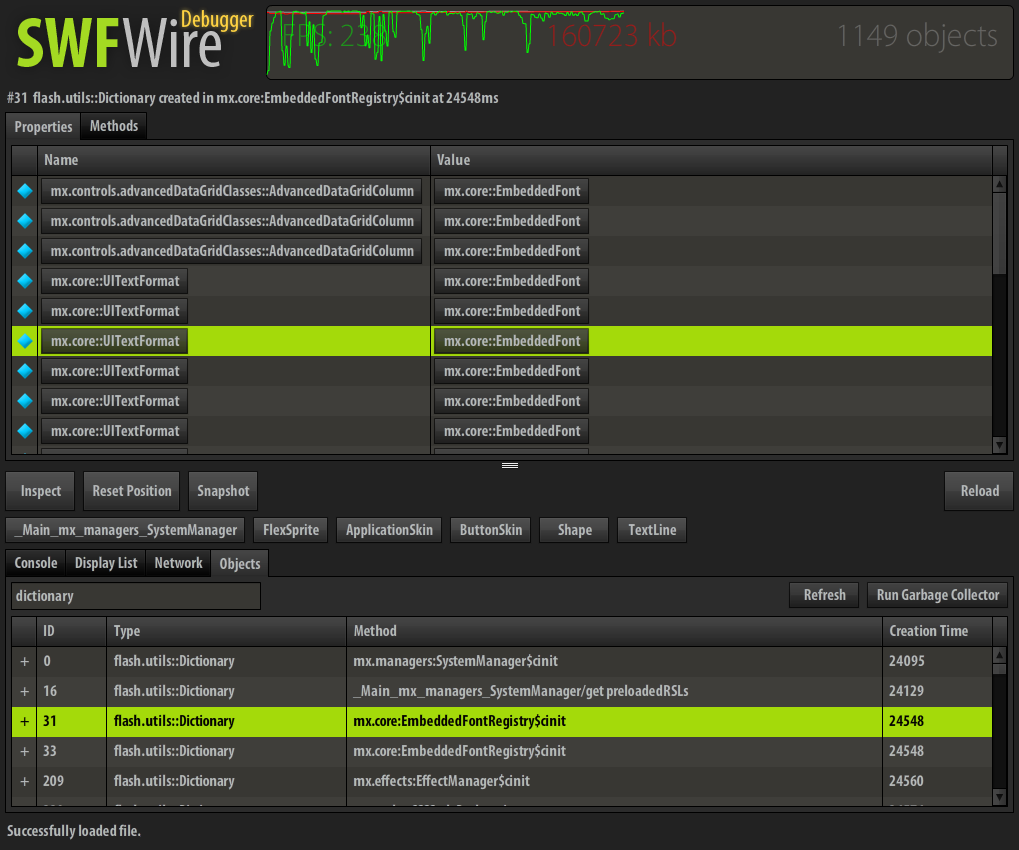 SWFWire Debugger
FPS: 23 160723 kb 1149 objects
#31 flash.utils::Dictionary created in mx.core:EmbeddedFontRegistry$cinit at 24548ms
Properties Methods
Name Value
mx.controls.advancedDataGridClasses::AdvancedDataGridColumn mx.core::EmbeddedFont
mx.controls.advancedDataGridClasses::AdvancedDataGridColumn mx.core::EmbeddedFont
mx.controls.advancedDataGridClasses::AdvancedDataGridColumn mx.core::EmbeddedFont
mx.core::UITextFormat mx.core::EmbeddedFont
mx.core::UITextFormat mx.core::EmbeddedFont
mx.core::UITextFormat mx.core::EmbeddedFont
mx.core::UITextFormat mx.core::EmbeddedFont
mx.core::UITextFormat mx.core::EmbeddedFont
mx.core::UITextFormat mx.core::EmbeddedFont
Inspect Reset Position Snapshot Reload
_Main_mx_managers_SystemManager FlexSprite ApplicationSkin ButtonSkin Shape TextLine
Console Display List Network Objects
dictionary Refresh Run Garbage Collector
ID Type Method Creation Time
+ 0 flash.utils::Dictionary mx.managers:SystemManager$cinit 24095
+ 16 flash.utils::Dictionary _Main_mx_managers_SystemManager/get preloadedRSLs 24129
+ 31 flash.utils::Dictionary mx.core:EmbeddedFontRegistry$cinit 24548
+ 33 flash.utils::Dictionary mx.core:EmbeddedFontRegistry$cinit 24548
+ 209 flash.utils::Dictionary mx.effects:EffectManager$cinit 24560
Successfully loaded file.